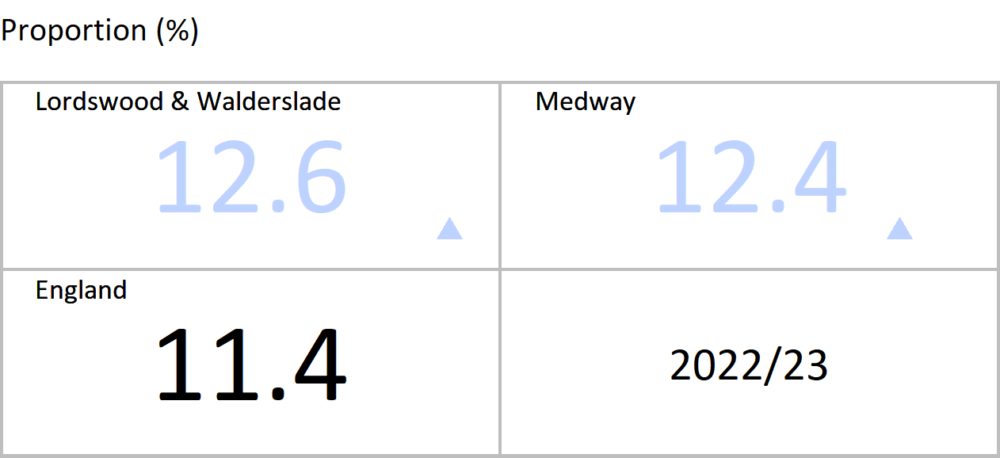 Proportion (%)
Lordswood & Walderslade
Medway
12.6
12.4
England
11.4
2022/23